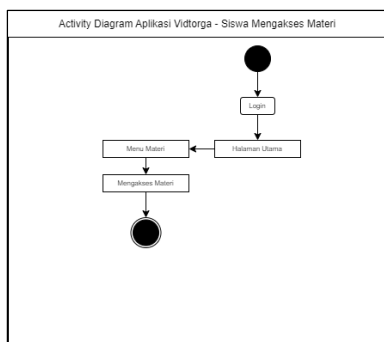 Activity Diagram Aplikasi Vidtorga - Siswa Mengakses Materi
Login
Menu Materi
Halaman Utama
Mengakses Materi